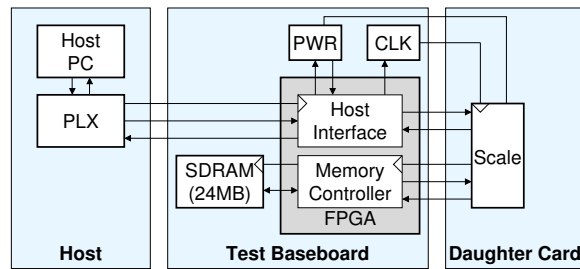 Host
PC
PLX
PWR
CLK
Host
Interface
SDRAM
(24MB)
Memory
Controller
FPGA
Scale
Host
Test Baseboard
Daughter Card